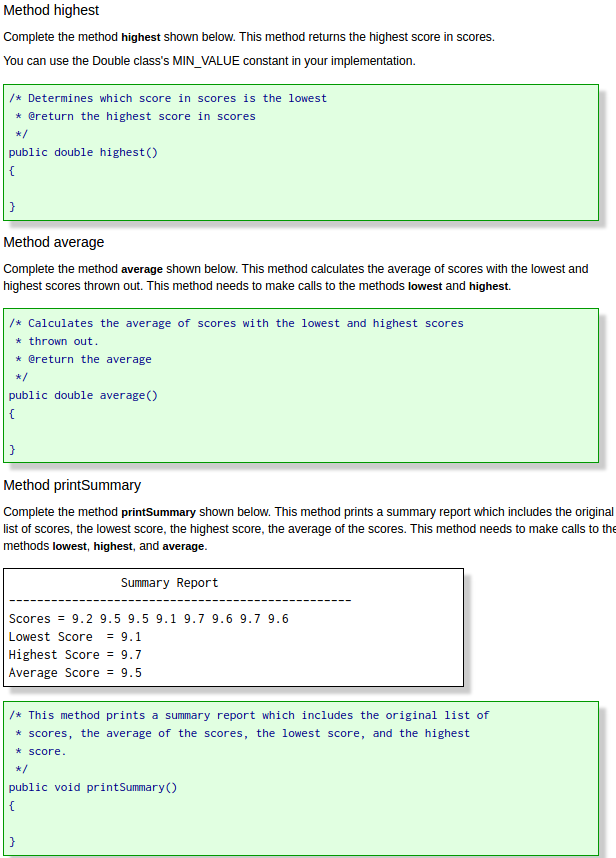 Method highest
Complete the method highest shown below. This method returns the highest score in scores.
You can use the Double class's MIN_VALUE constant in your implementation.
/* Determines which score in scores is the lowest
 * @return the highest score in scores
 */
public double highest()
{
}
Method average
Complete the method average shown below. This method calculates the average of scores with the lowest and
highest scores thrown out. This method needs to make calls to the methods lowest and highest.
/* Calculates the average of scores with the lowest and highest scores
 * thrown out.
 * @return the average
 */
public double average()
{
}
Method printSummary
Complete the method printSummary shown below. This method prints a summary report which includes the original
list of scores, the lowest score, the highest score, the average of the scores. This method needs to make calls to the
methods lowest, highest, and average.
Summary Report
-------------------------------------------------
Scores = 9.2 9.5 9.5 9.1 9.7 9.6 9.7 9.6
Lowest Score  = 9.1
Highest Score = 9.7
Average Score = 9.5
/* This method prints a summary report which includes the original list of
 * scores, the average of the scores, the lowest score, and the highest
 * score.
 */
public void printSummary()
{
}